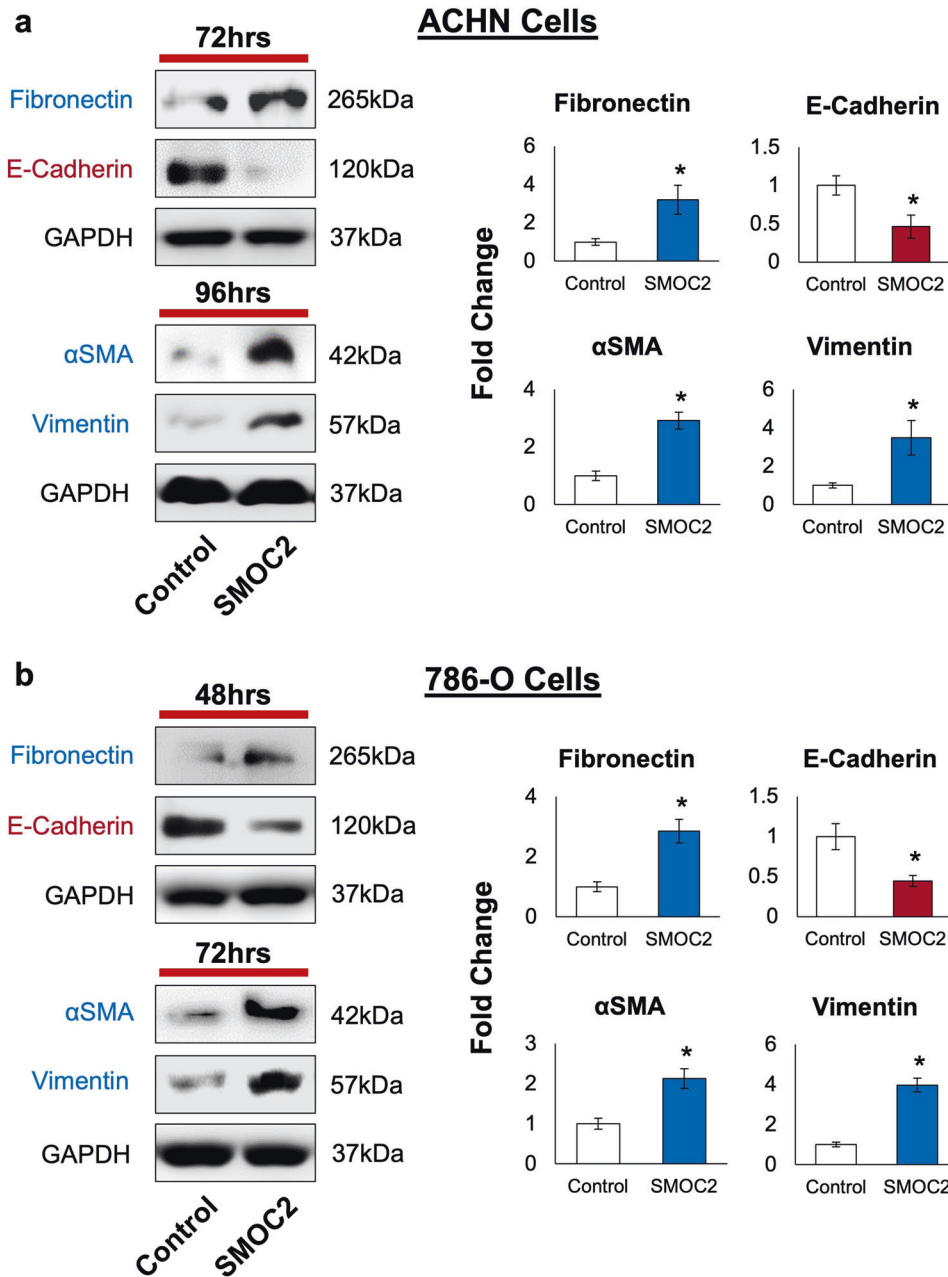 a
ACHN Cells
72hrs
Fibronectin
265kDa
E-Cadherin
120kDa
GAPDH
37kDa
96hrs
αSMA
42kDa
Vimentin
57kDa
GAPDH
37kDa
Control
SMOC2
Fold Change
Fibronectin
6
4
2
0
*
Control
SMOC2
E-Cadherin
1.5
1
0.5
0
*
Control
SMOC2
αSMA
4
2
0
*
Control
SMOC2
Vimentin
6
4
2
0
*
Control
SMOC2
b
786-O Cells
48hrs
Fibronectin
265kDa
E-Cadherin
120kDa
GAPDH
37kDa
72hrs
αSMA
42kDa
Vimentin
57kDa
GAPDH
37kDa
Control
SMOC2
Fold Change
Fibronectin
4
2
0
*
Control
SMOC2
E-Cadherin
1.5
1
0.5
0
*
Control
SMOC2
αSMA
3
2
1
0
*
Control
SMOC2
Vimentin
6
4
2
0
*
Control
SMOC2